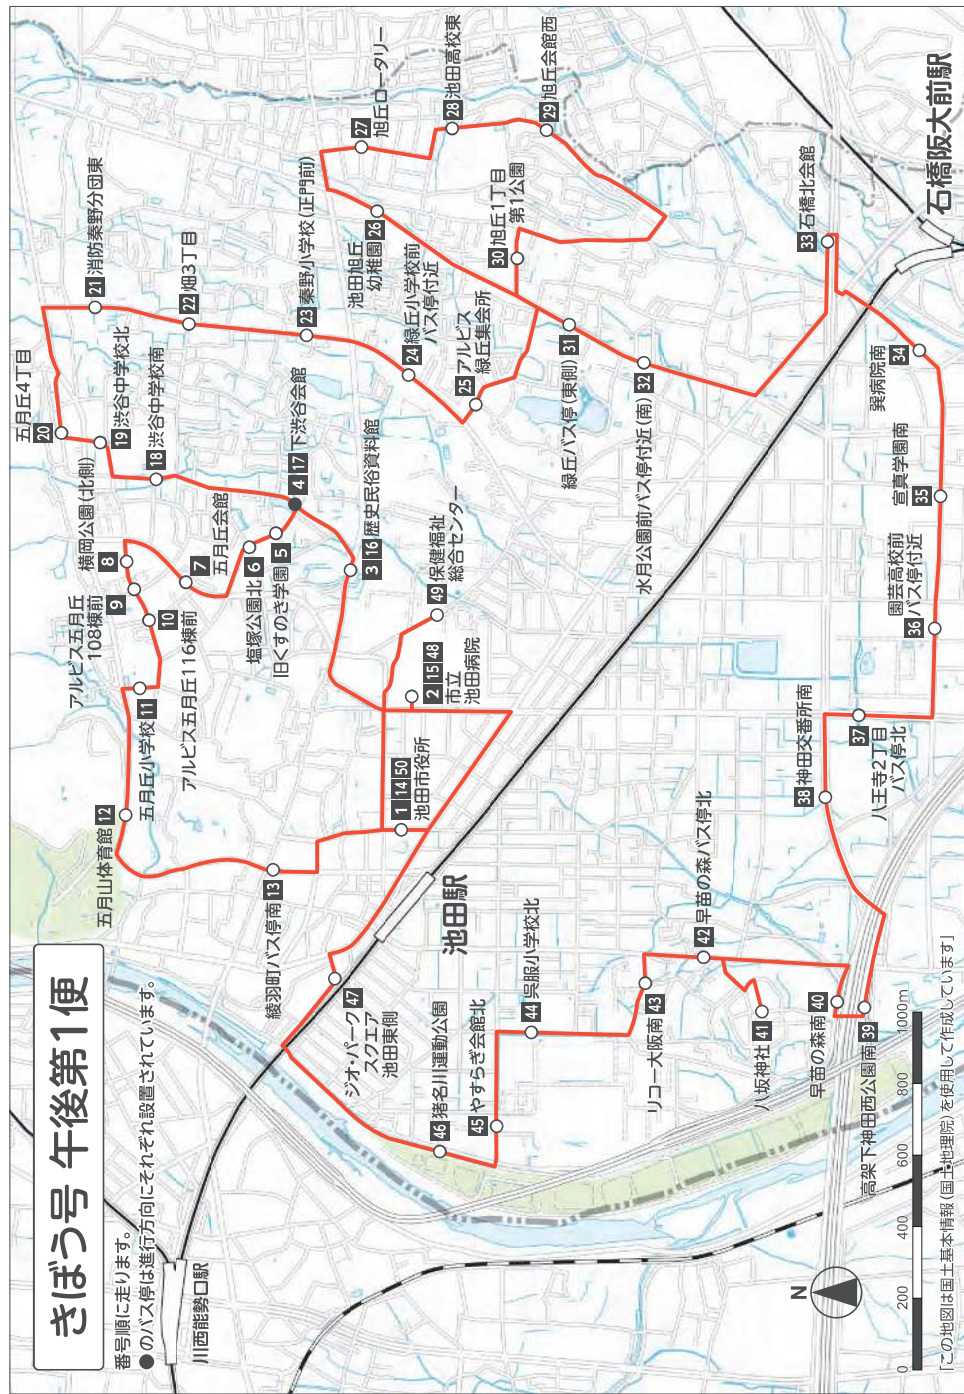 きぼう号 午後第1便
番号順に走ります。
●のバス停は進行方向にそれぞれ設置されています。
川西能勢口駅
池田駅
石橋阪大前駅
1 14 50
池田市役所
2 15 48
市立
池田病院
3 16 歴史民俗資料館
4 17 下渋谷会館
5
旧くすのき学園
6
塩塚公園北
7
五月丘会館
8
横岡公園(北側)
9
アルビス五月丘
108棟前
10
アルビス五月丘116棟前
11
五月丘小学校
12
五月山体育館
13
綾羽町バス停南
18 渋谷中学校南
19 渋谷中学校北
20
五月丘4丁目
21 消防秦野分団東
22 畑3丁目
23 秦野小学校(正門前)
24 緑丘小学校前
バス停付近
25 アルビス
緑丘集会所
26
池田旭丘
幼稚園
27
旭丘ロータリー
28 池田高校東
29 旭丘会館西
30 旭丘1丁目
第1公園
31
緑丘バス停(東側)
32
水月公園前バス停付近(南)
33 石橋北会館
34
巽病院南
35
宣真学園南
園芸高校前
36 バス停付近
37
八王寺2丁目
バス停北
38 神田交番所南
39
高架下神田西公園南
40
早苗の森南
41
八坂神社
42 早苗の森バス停北
43
リコー大阪南
44 呉服小学校北
45 やすらぎ会館北
46 猪名川運動公園
47
ジオ・パーク
スクエア
池田東側
49 保健福祉
総合センター
N
0 200 400 600 800 1000m
「この地図は国土基本情報(国土地理院)を使用して作成しています」